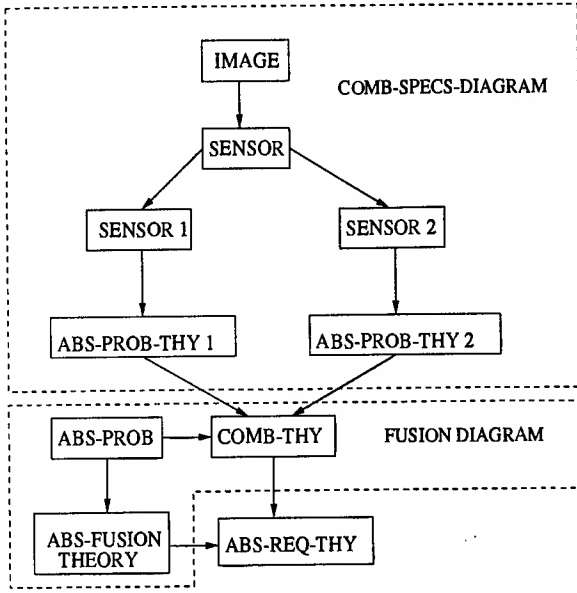 IMAGE
COMB-SPECS-DIAGRAM
SENSOR
SENSOR 1
SENSOR 2
ABS-PROB-THY 1
ABS-PROB-THY 2
ABS-PROB
COMB-THY
FUSION DIAGRAM
ABS-FUSION
THEORY
ABS-REQ-THY